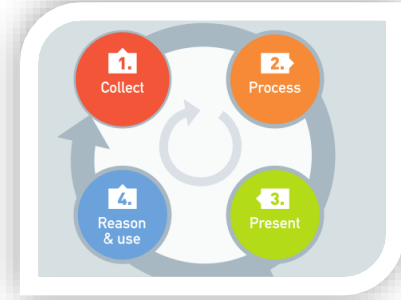 1.
Collect
2.
Process
3.
Present
4.
Reason
& use